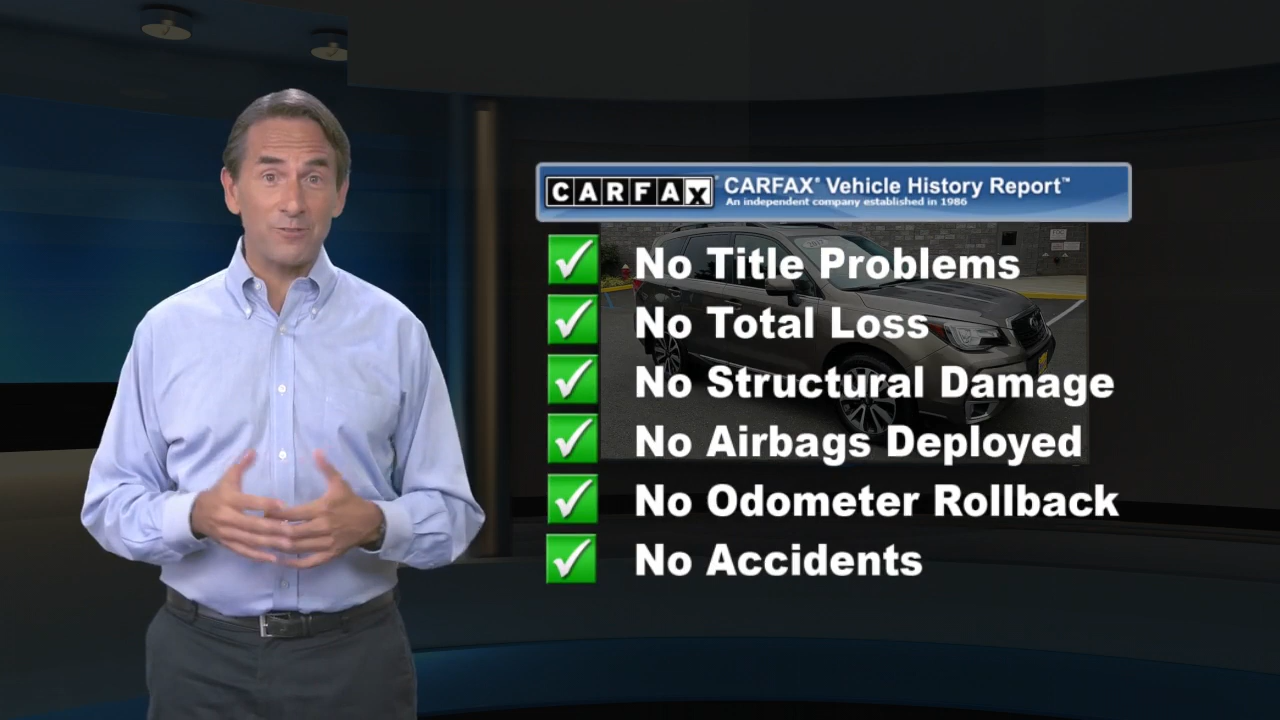 CARFAX
CARFAX® Vehicle History Report™
An independent company established in 1986
No Title Problems
No Total Loss
No Structural Damage
No Airbags Deployed
No Odometer Rollback
No Accidents